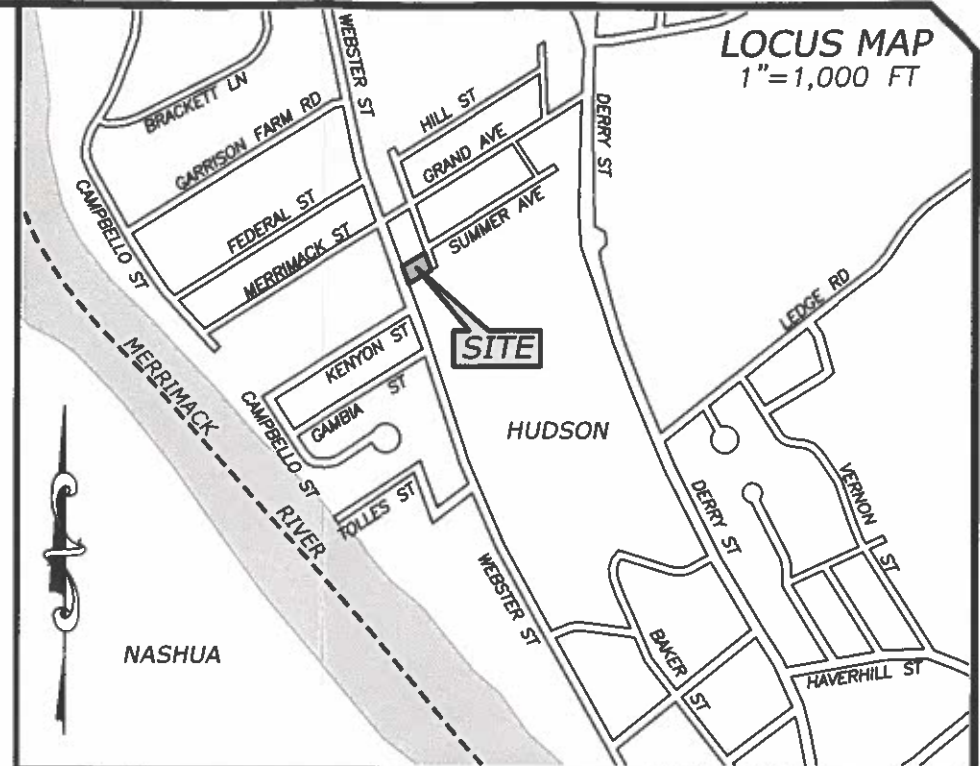 LOCUS MAP
1"=1,000 FT
WEBSTER ST
BRACKETT LN
HILL ST
DERRY ST
GARRISON FARM RD
GRAND AVE
CAMPBELLO ST
FEDERAL ST
SUMMER AVE
MERRIMACK ST
LEDGE RD
SITE
KENYON ST
MERRIMACK
RIVER
GAMBIA ST
CAMPBELLO ST
HUDSON
VERNON ST
DERRY ST
TOLLES ST
WEBSTER ST
NASHUA
BAKER ST
HAVERHILL ST